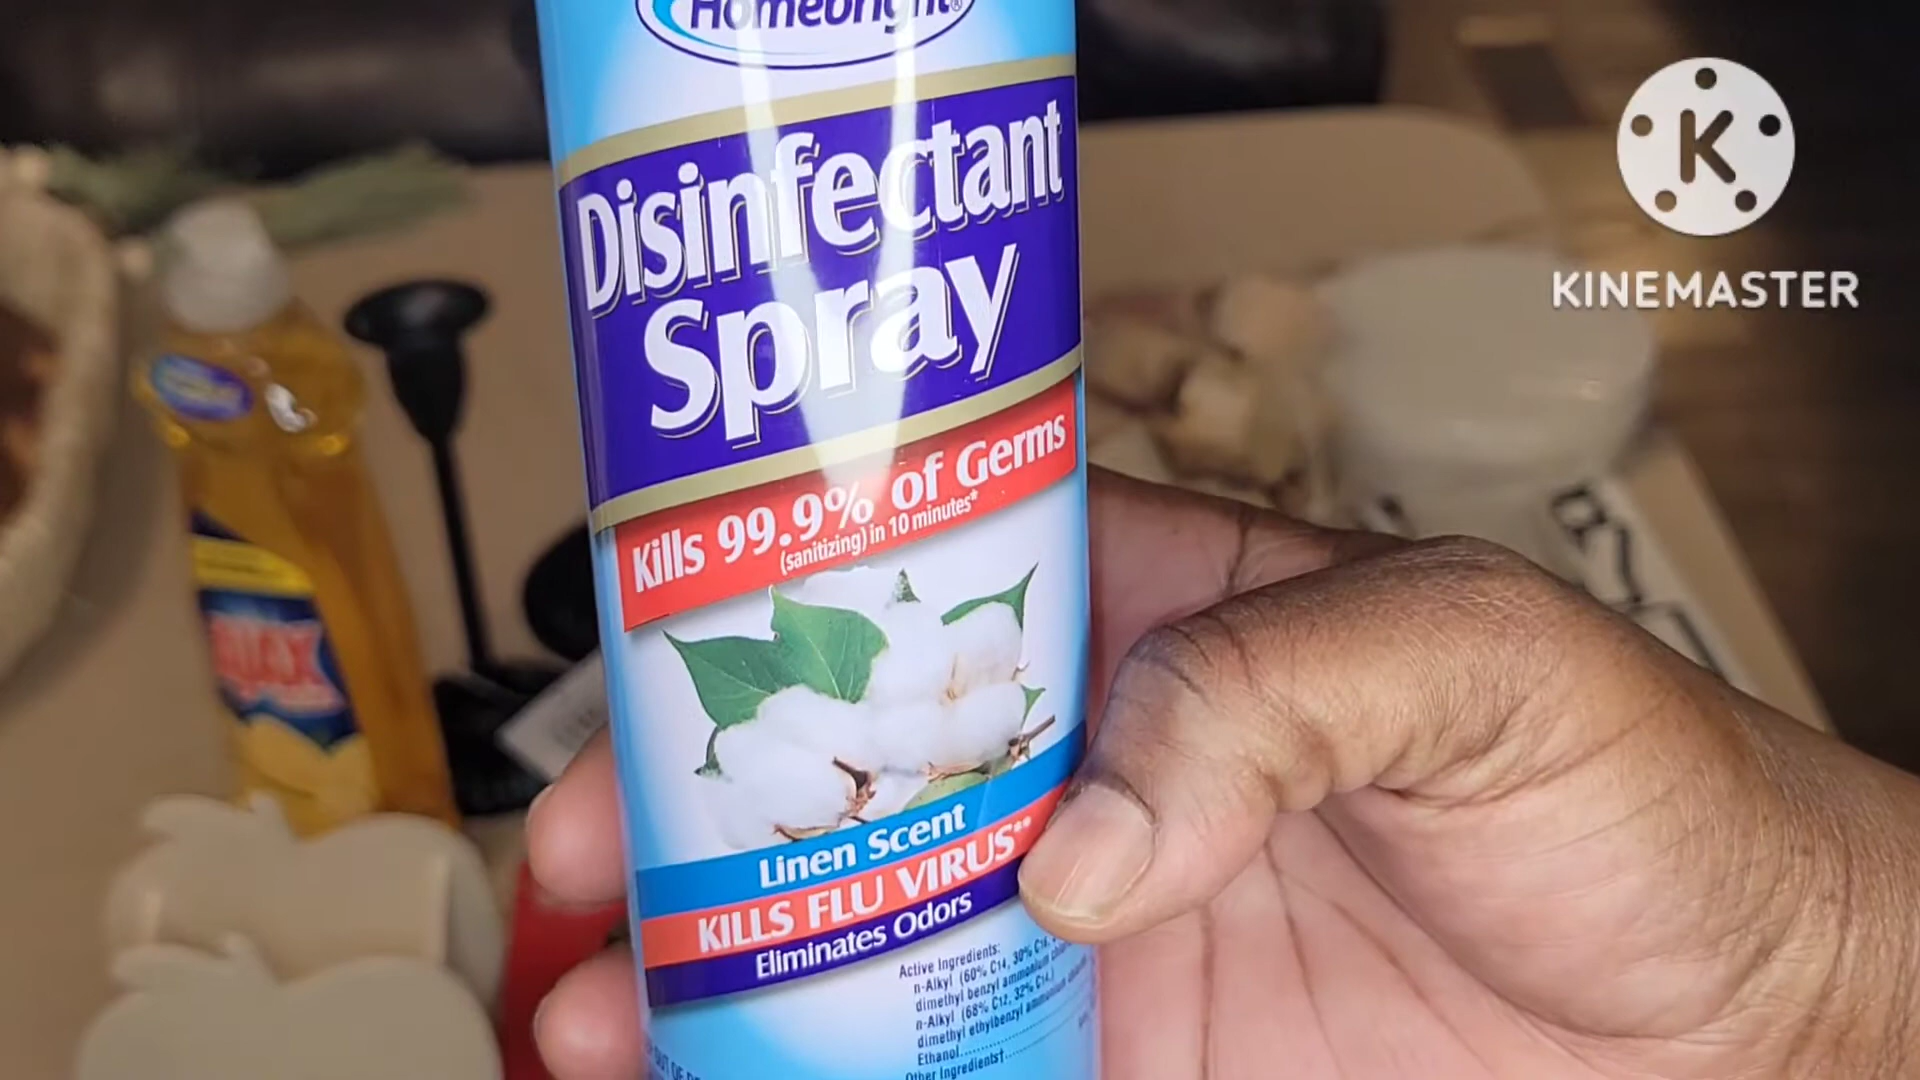 Homebright®
Disinfectant
Spray
Kills 99.9% of Germs
(sanitizing) in 10 minutes*
Linen Scent
KILLS FLU VIRUS**
Eliminates Odors
Active Ingredients:
n-Alkyl (60% C14, 30% C16,
dimethyl benzyl ammonium
n-Alkyl (68% C12, 32% C14)
dimethyl ethylbenzyl ammonium
Ethanol
Other Ingredients†
K
KINEMASTER